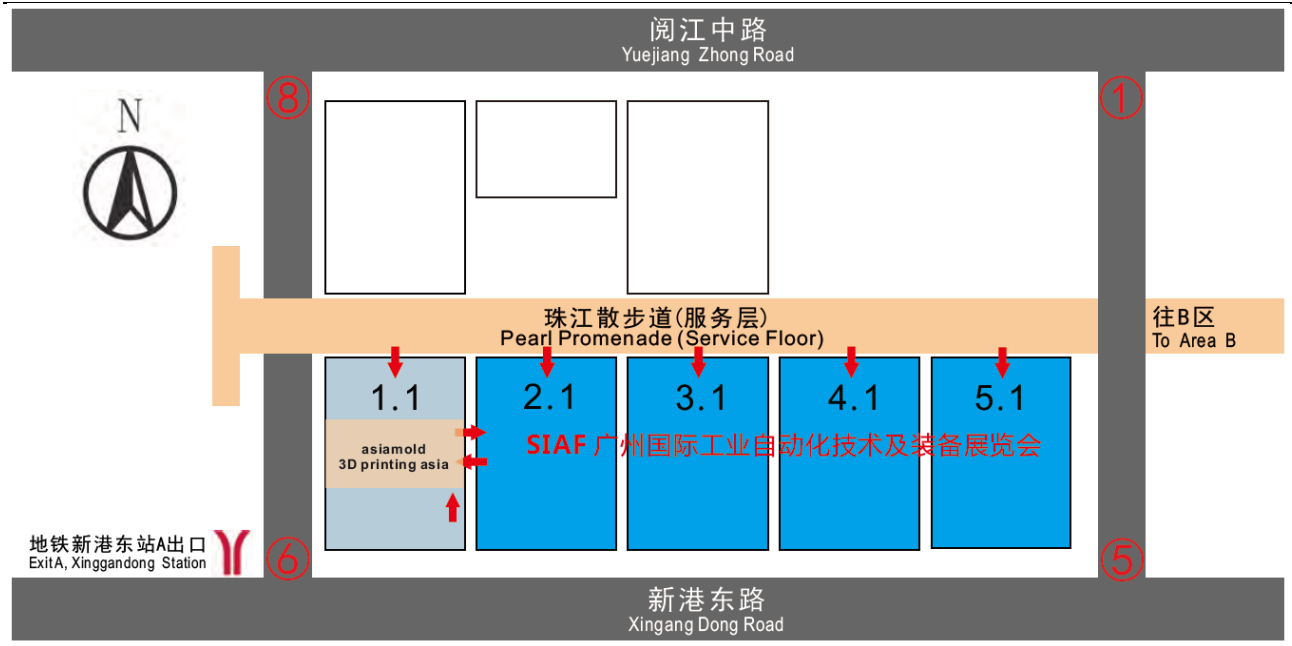 阅江中路
Yuejiang Zhong Road
⑧
①
N
珠江散步道(服务层)
Pearl Promenade (Service Floor)
往B区
To Area B
1.1
2.1
3.1
4.1
5.1
asiamold
3D printing asia
SIAF 广州国际工业自动化技术及装备展览会
地铁新港东站A出口
ExitA, Xinggandong Station
⑥
⑤
新港东路
Xingang Dong Road